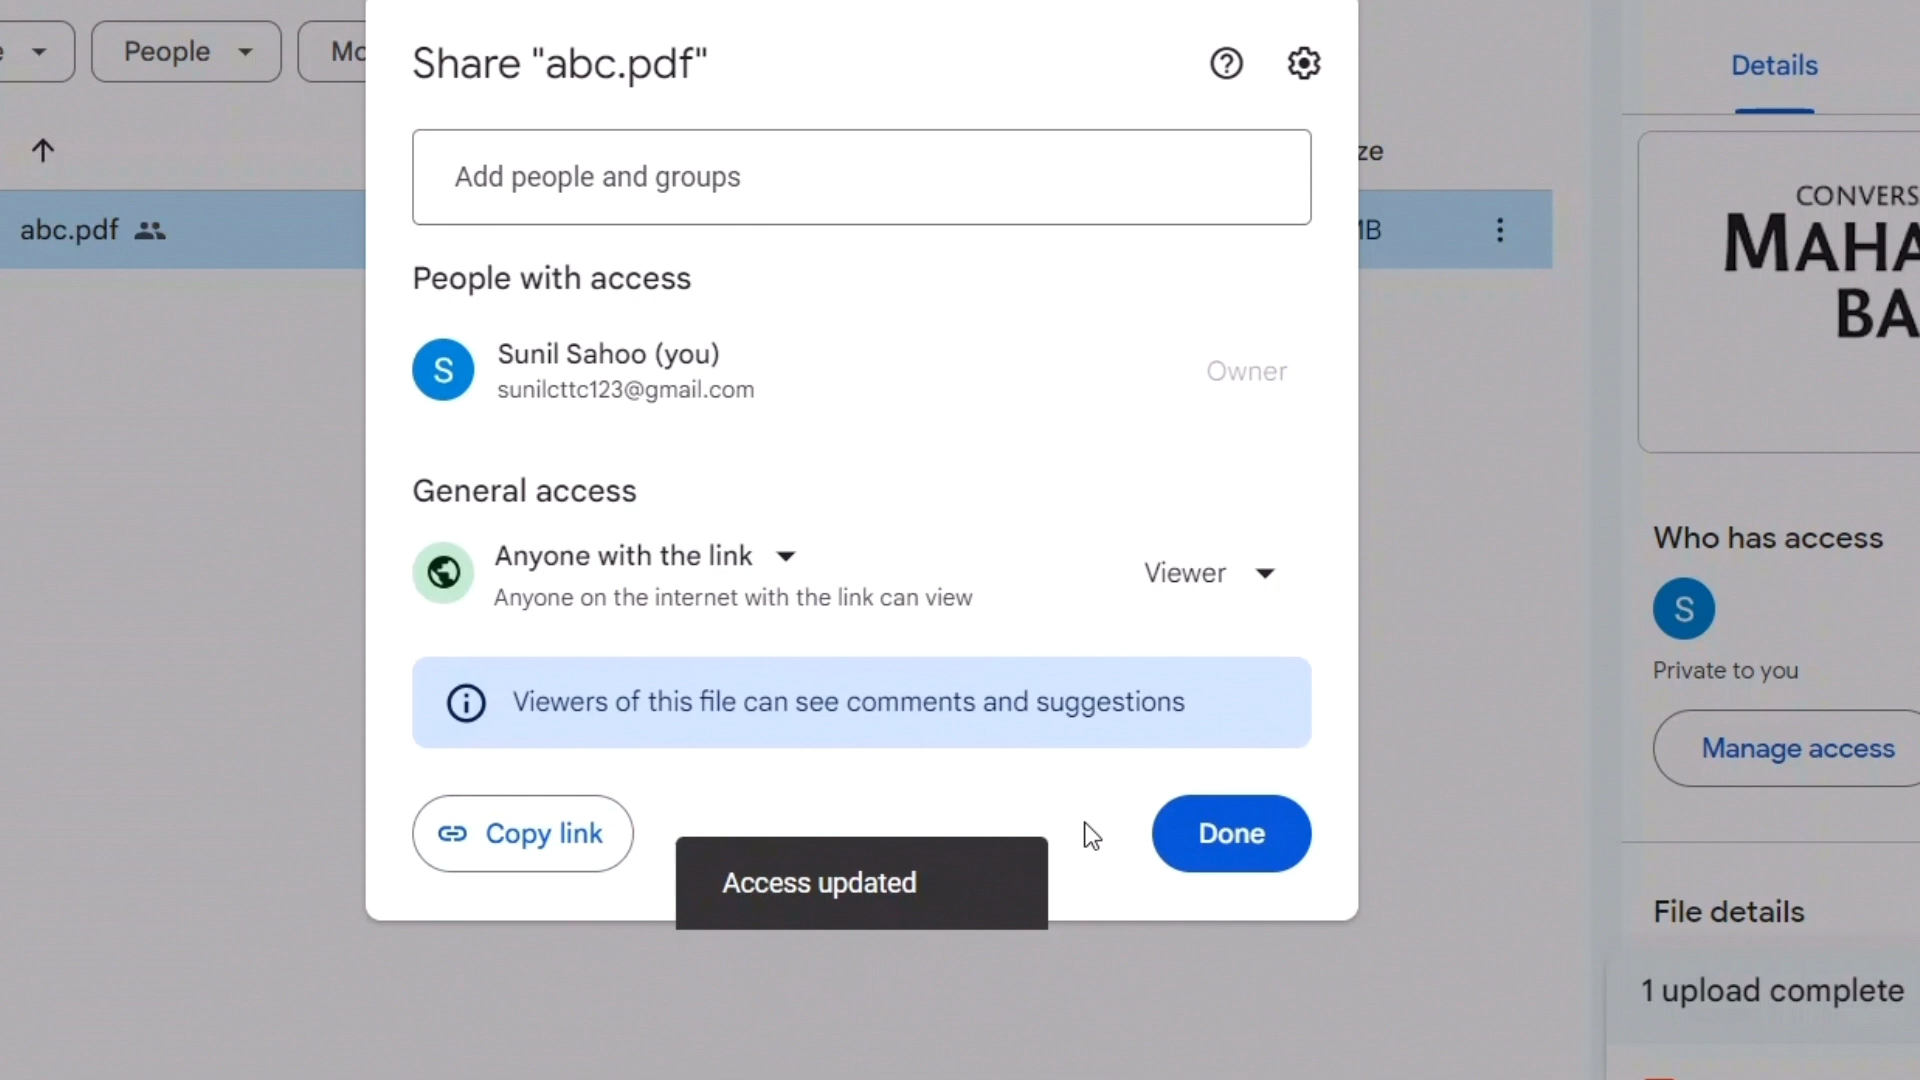 People
Share "abc.pdf"
Details
Add people and groups
abc.pdf
People with access
Sunil Sahoo (you)
sunilcttc123@gmail.com
Owner
S
General access
Anyone with the link
Anyone on the internet with the link can view
Viewer
Viewers of this file can see comments and suggestions
Copy link
Done
Access updated
CONVERS
MAHA
BA
Who has access
S
Private to you
Manage access
File details
1 upload complete